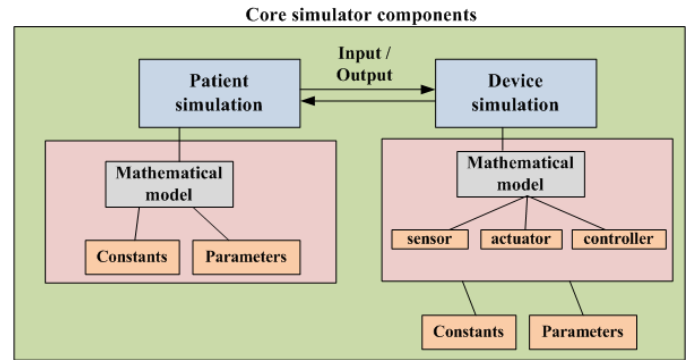 Core simulator components
Input /
Output
Patient
simulation
Device
simulation
Mathematical
model
Constants
Parameters
Mathematical
model
sensor
actuator
controller
Constants
Parameters